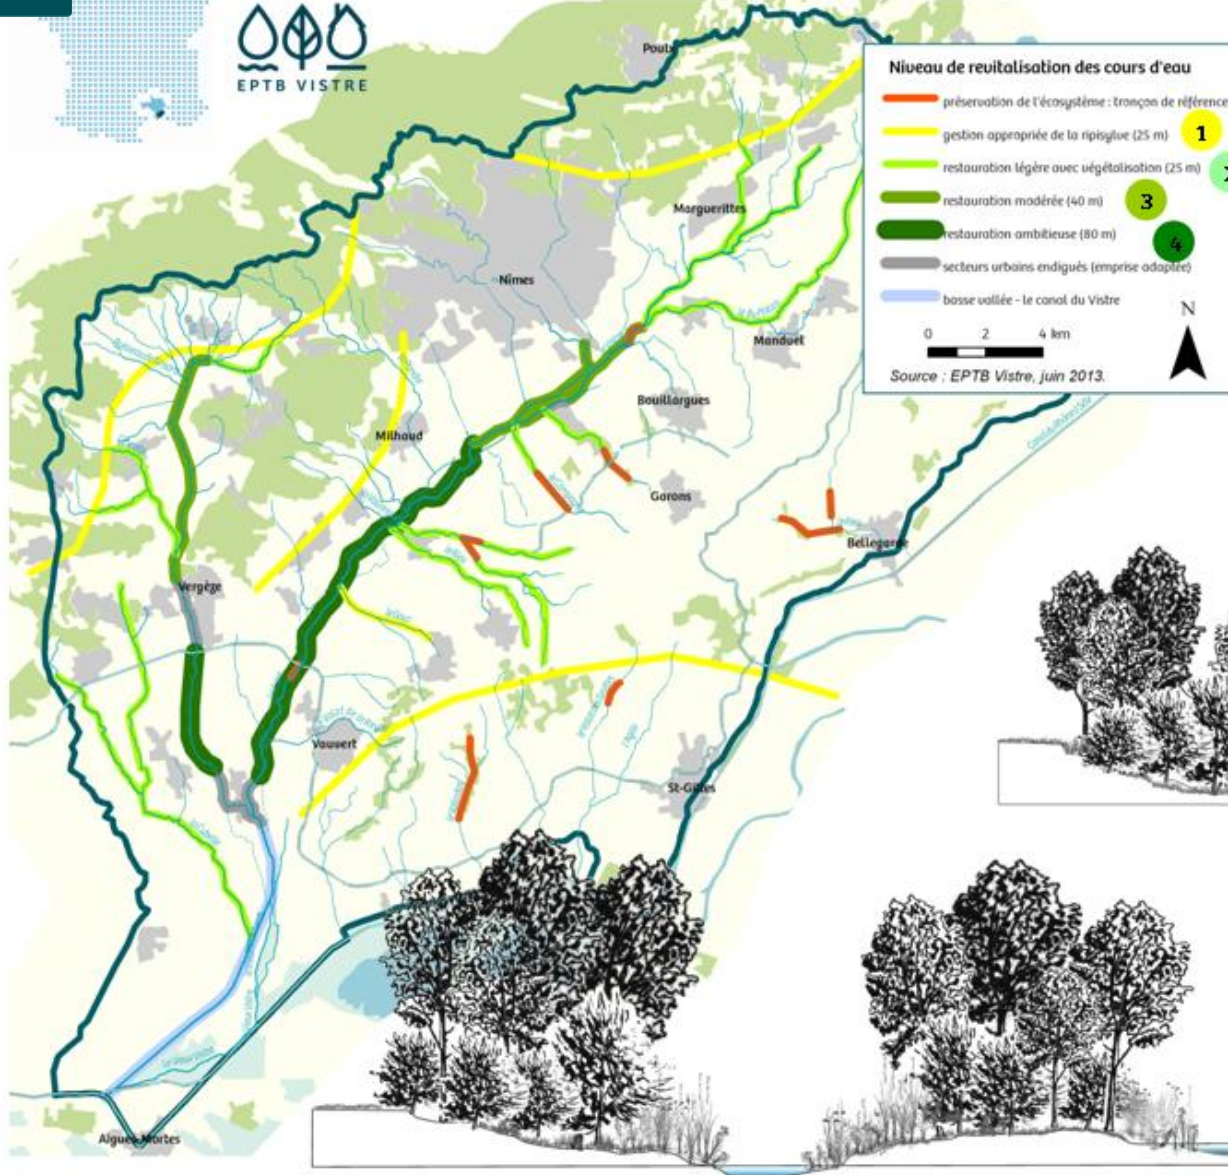 EPTB VISTRE
Niveau de revitalisation des cours d'eau
préservation de l'écosystème : tronçon de référence
gestion appropriée de la ripisylve (25 m)
1
restauration légère avec végétalisation (25 m)
restauration modérée (40 m)
3
restauration ambitieuse (80 m)
4
secteurs urbains endigués (emprise adaptée)
basse vallée - le canal du Vistre
0 2 4 km
N
Source : EPTB Vistre, juin 2013.
Poulx
Marguerittes
Nîmes
Manduel
Bouillargues
Milhaud
Garons
Bellegarde
Vergèze
Vauvert
St-Gilles
Aigues-Mortes